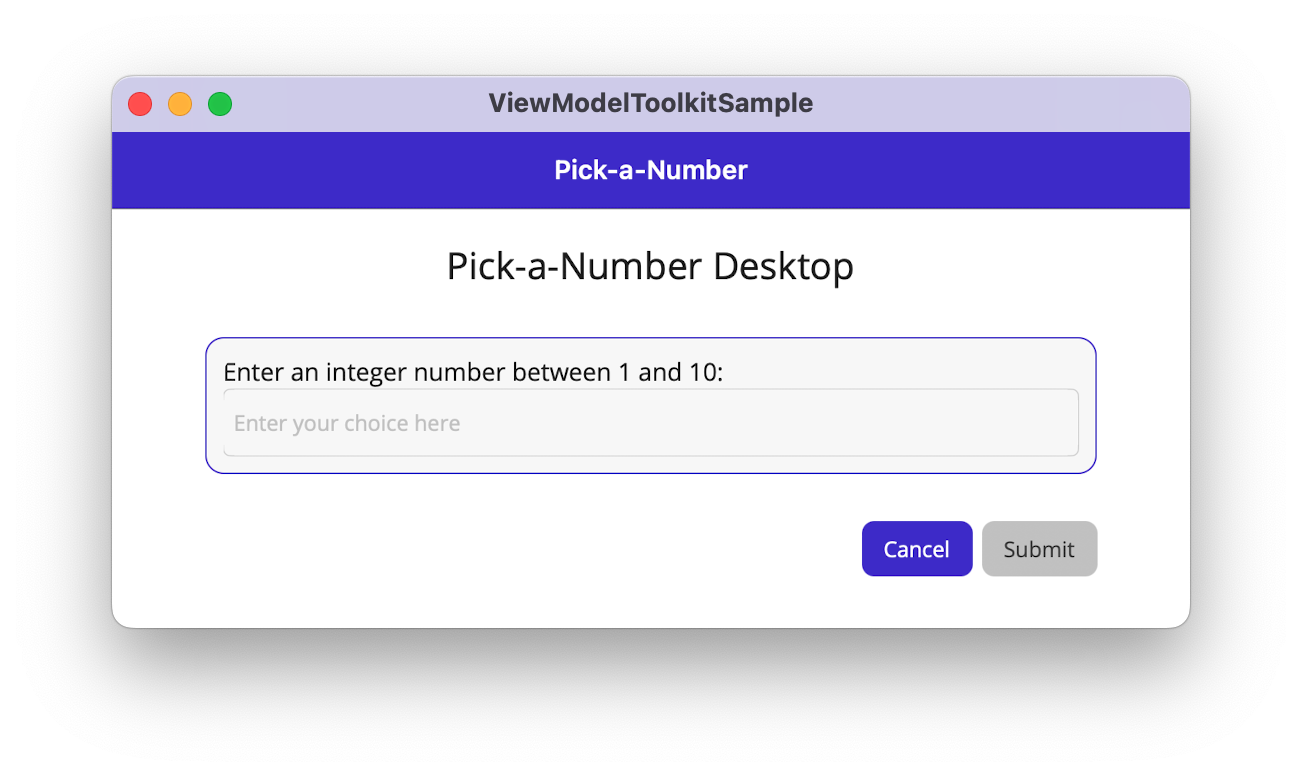 ViewModelToolkitSample
Pick-a-Number
Pick-a-Number Desktop
Enter an integer number between 1 and 10:
Enter your choice here
Cancel Submit